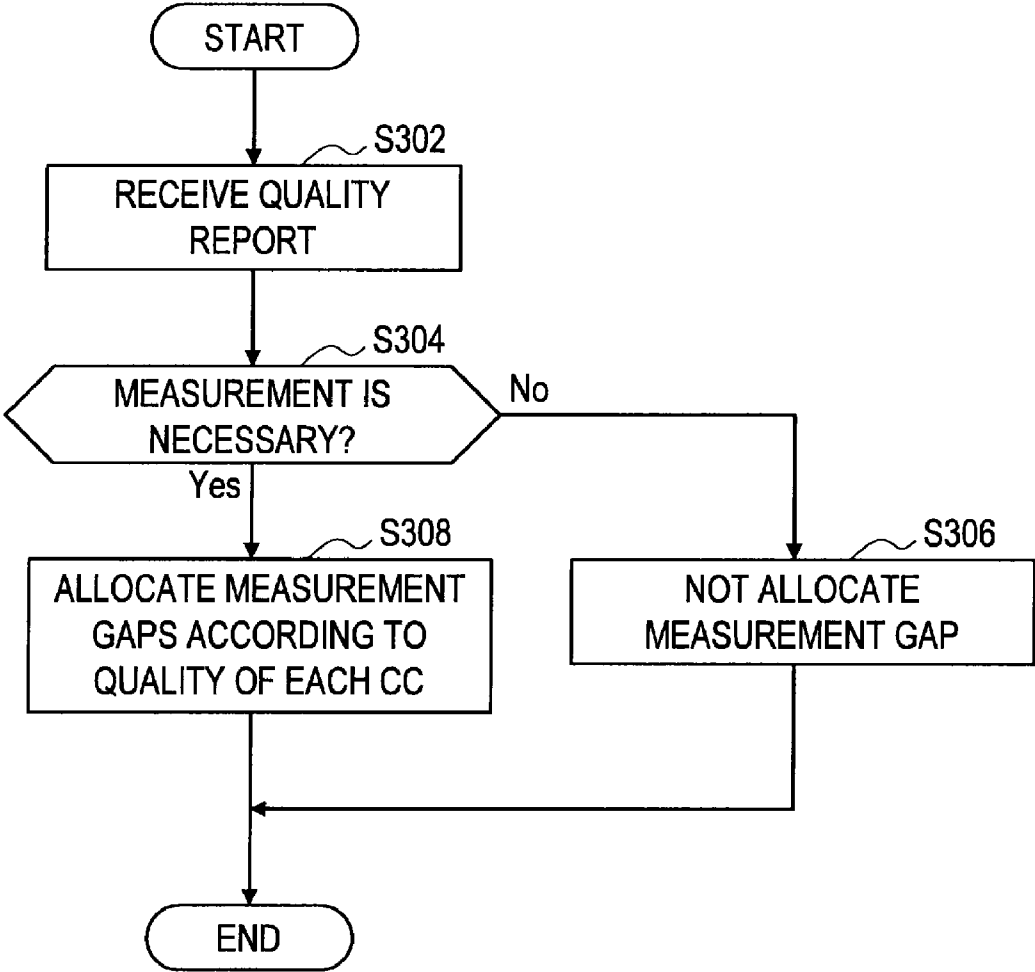 START
S302
RECEIVE QUALITY
REPORT
S304
MEASUREMENT IS
NECESSARY?
No
Yes
S308
ALLOCATE MEASUREMENT
GAPS ACCORDING TO
QUALITY OF EACH CC
S306
NOT ALLOCATE
MEASUREMENT GAP
END